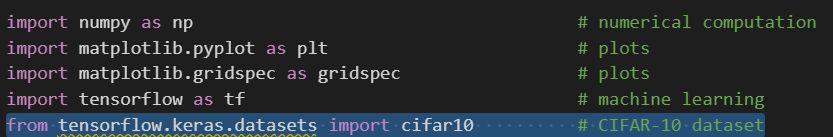 import numpy as np # numerical computation
import matplotlib.pyplot as plt # plots
import matplotlib.gridspec as gridspec # plots
import tensorflow as tf # machine learning
from tensorflow.keras.datasets import cifar10 # CIFAR-10 dataset